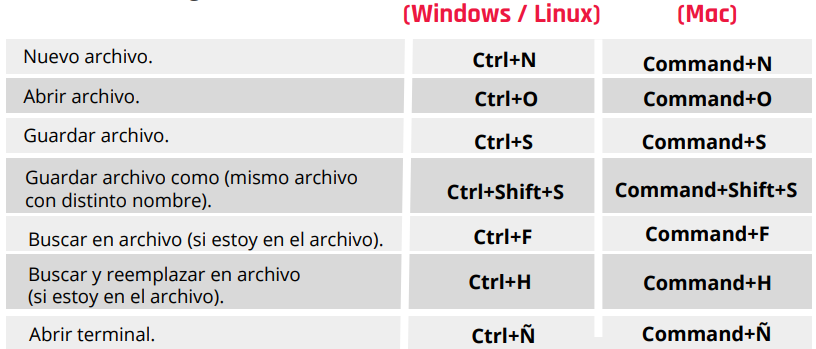 (Windows / Linux) (Mac)
Nuevo archivo. Ctrl+N Command+N
Abrir archivo. Ctrl+O Command+O
Guardar archivo. Ctrl+S Command+S
Guardar archivo como (mismo archivo
con distinto nombre). Ctrl+Shift+S Command+Shift+S
Buscar en archivo (si estoy en el archivo). Ctrl+F Command+F
Buscar y reemplazar en archivo
(si estoy en el archivo). Ctrl+H Command+H
Abrir terminal. Ctrl+Ñ Command+Ñ